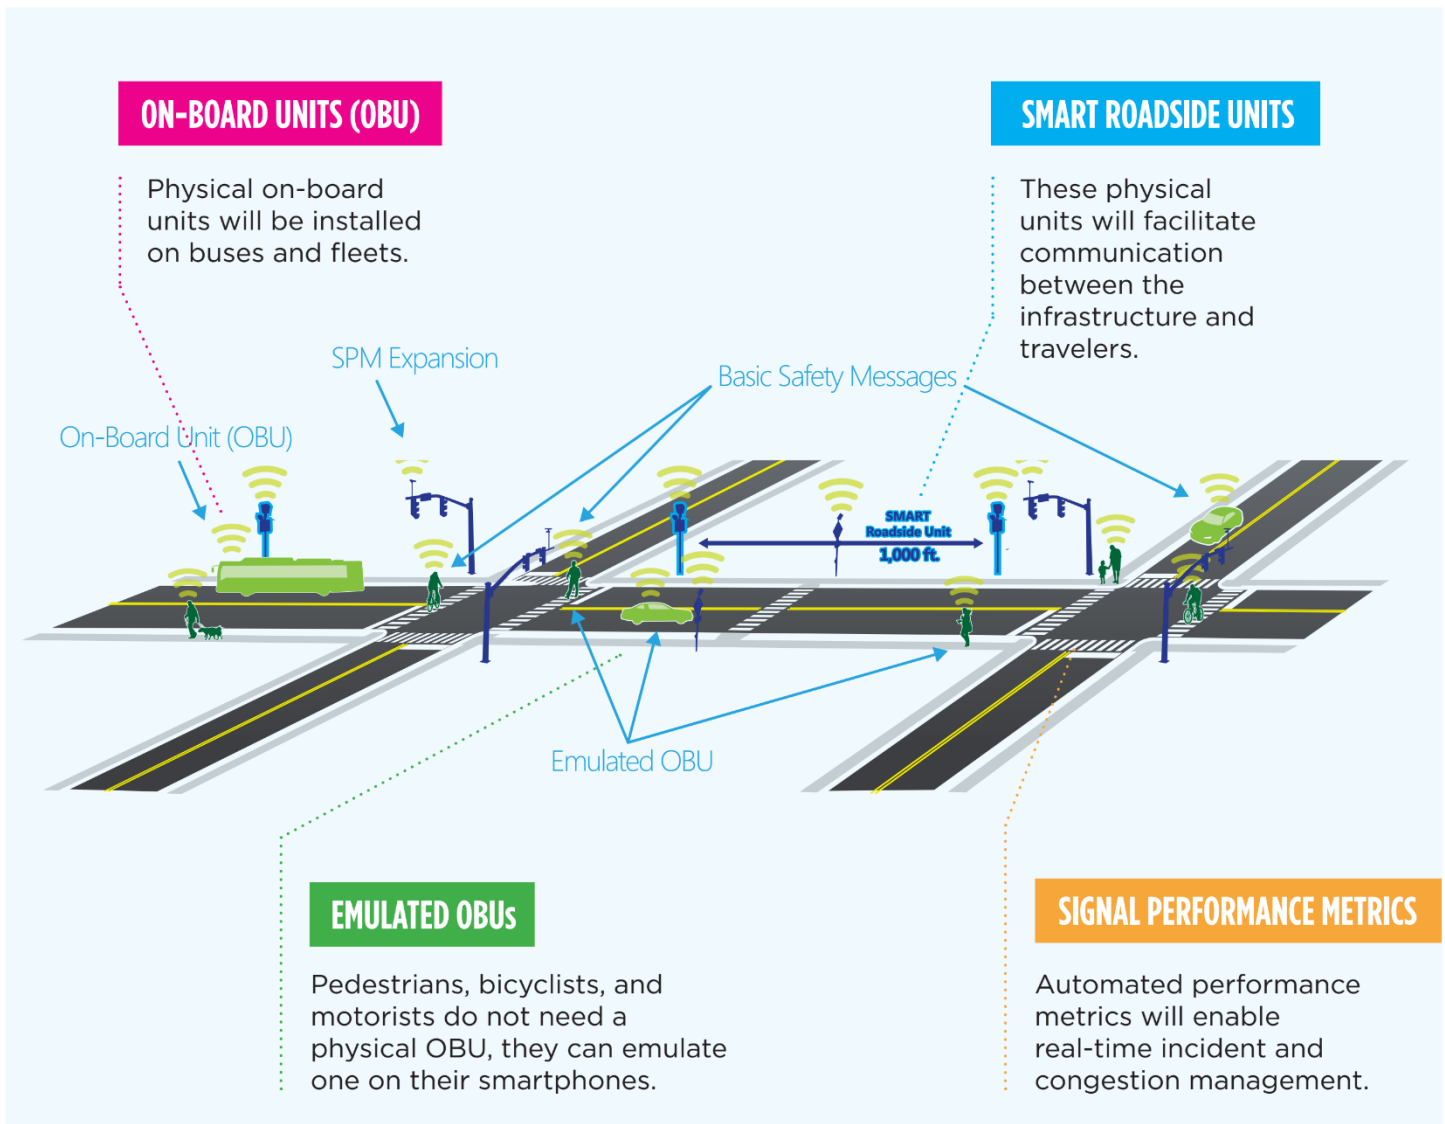 ON-BOARD UNITS (OBU)
Physical on-board
units will be installed
on buses and fleets.
SMART ROADSIDE UNITS
These physical
units will facilitate
communication
between the
infrastructure and
travelers.
SPM Expansion
Basic Safety Messages
On-Board Unit (OBU)
SMART
Roadside Unit
1,000 ft.
Emulated OBU
EMULATED OBUs
Pedestrians, bicyclists, and
motorists do not need a
physical OBU, they can emulate
one on their smartphones.
SIGNAL PERFORMANCE METRICS
Automated performance
metrics will enable
real-time incident and
congestion management.